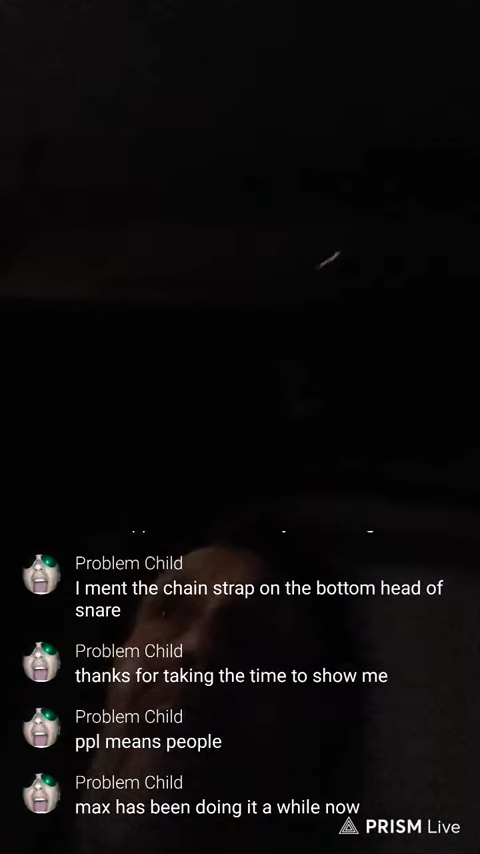 Problem Child
I ment the chain strap on the bottom head of
snare
Problem Child
thanks for taking the time to show me
Problem Child
ppl means people
Problem Child
max has been doing it a while now
PRISM Live